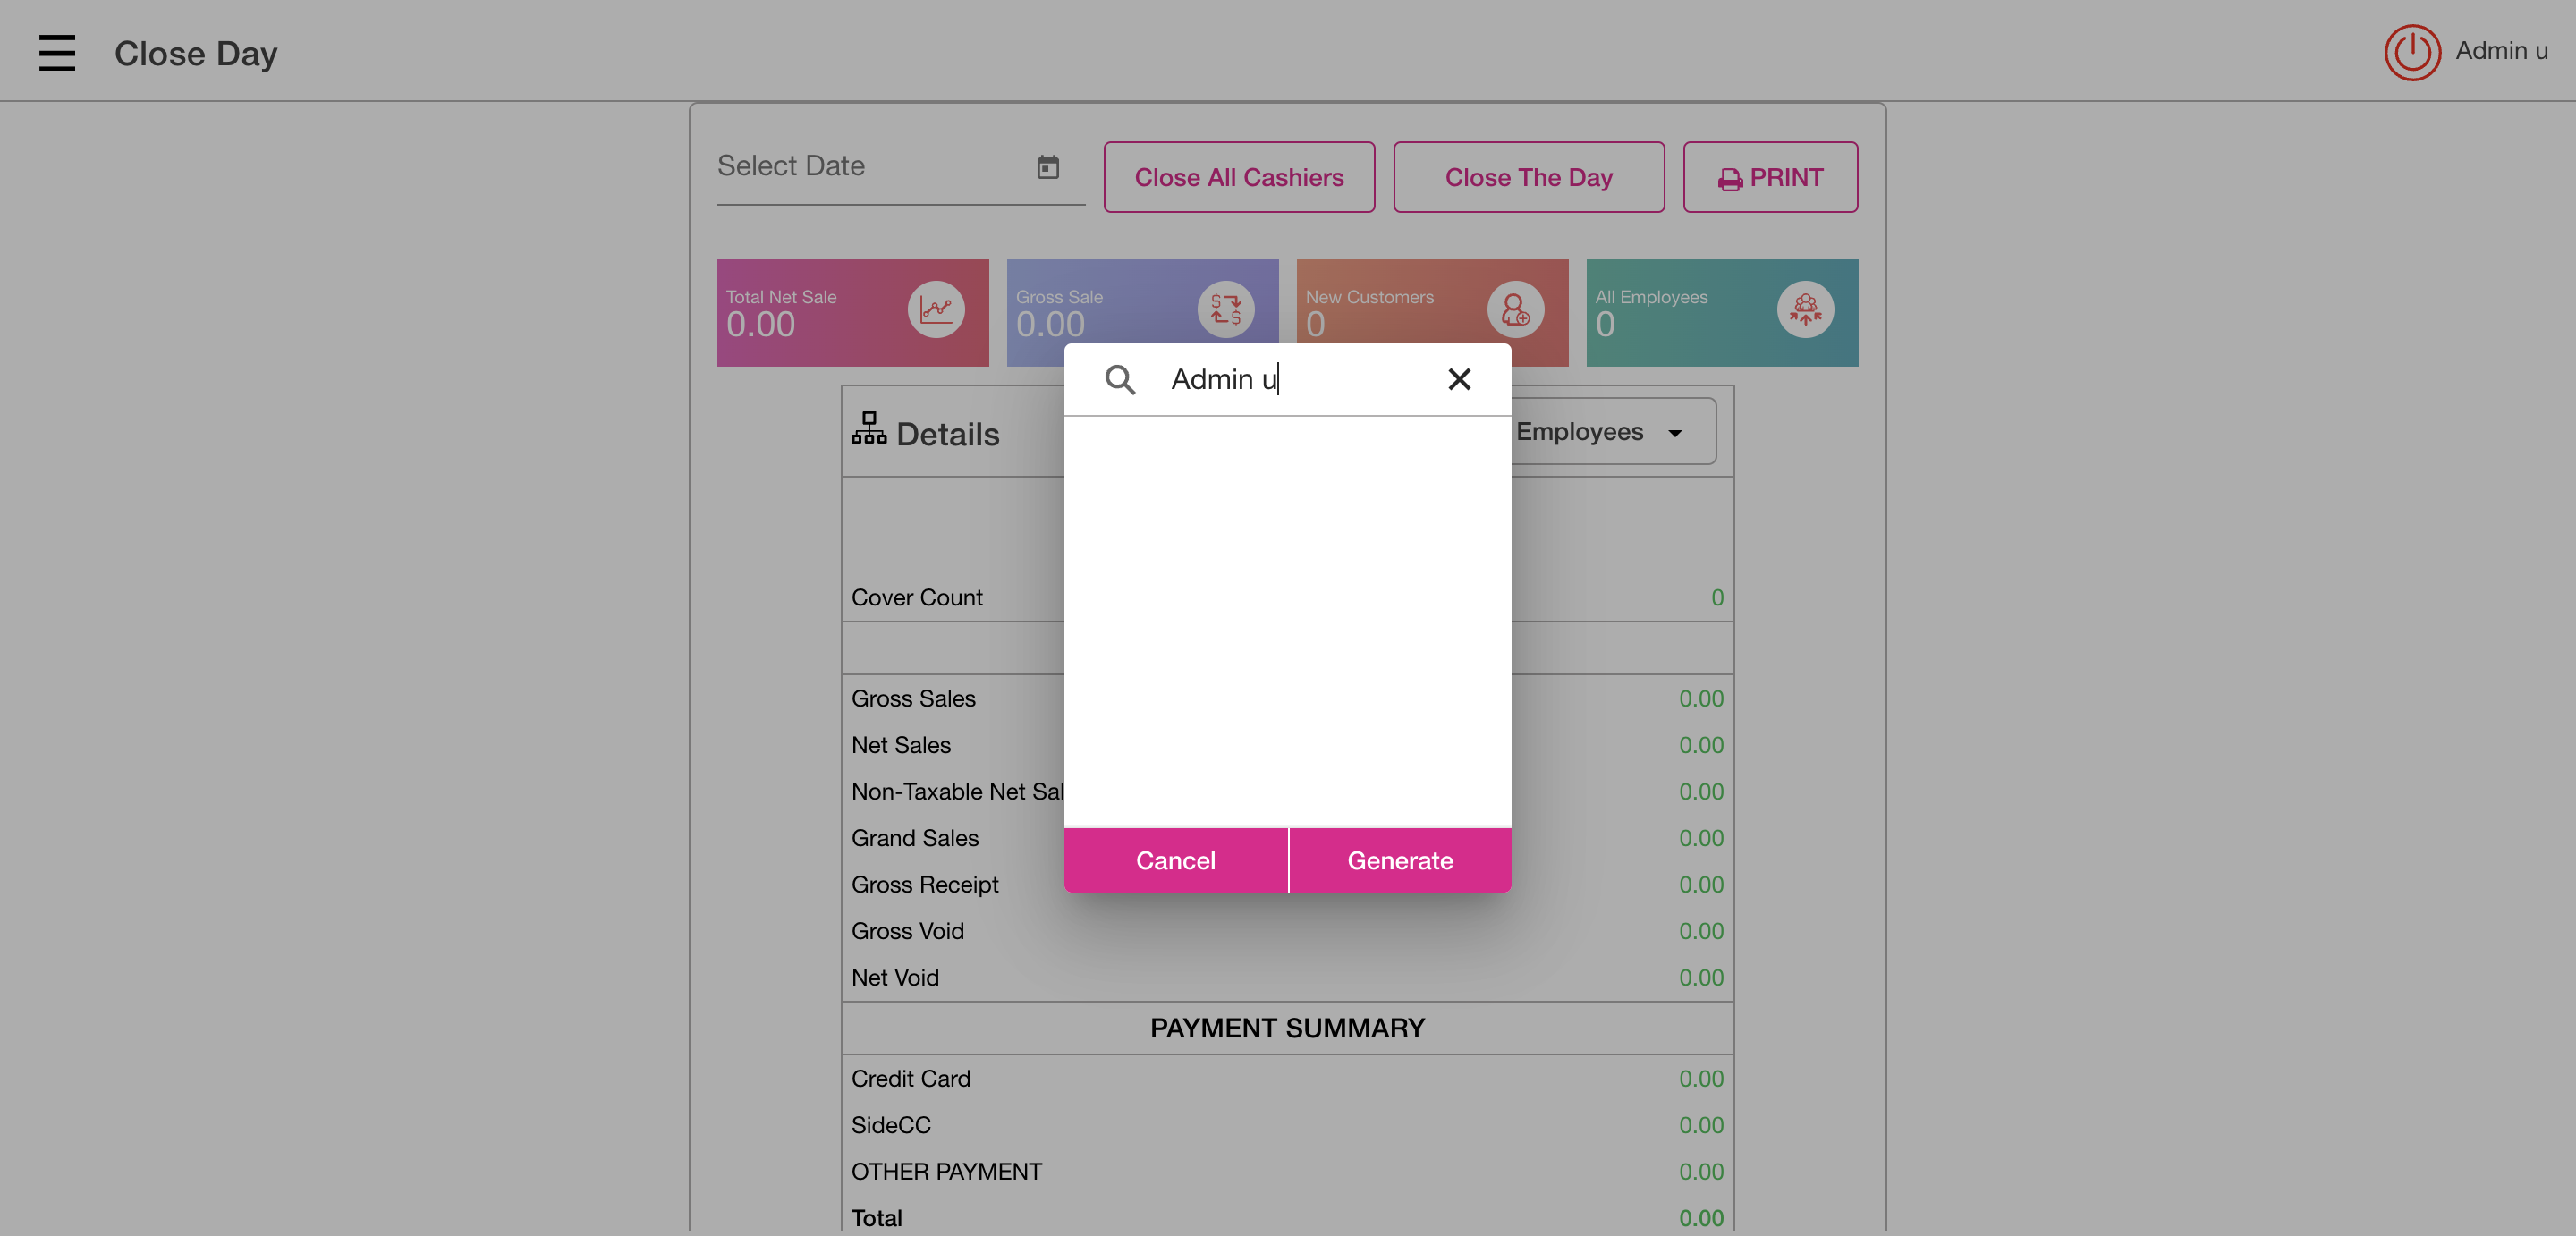 Close Day
Admin u
Select Date
Close All Cashiers
Close The Day
PRINT
Total Net Sale
0.00
Gross Sale
0.00
New Customers
0
All Employees
0
Admin u
Details
Employees
Cover Count 0
Gross Sales 0.00
Net Sales 0.00
Non-Taxable Net Sal 0.00
Grand Sales 0.00
Gross Receipt 0.00
Gross Void 0.00
Net Void 0.00
Cancel
Generate
PAYMENT SUMMARY
Credit Card 0.00
SideCC 0.00
OTHER PAYMENT 0.00
Total 0.00